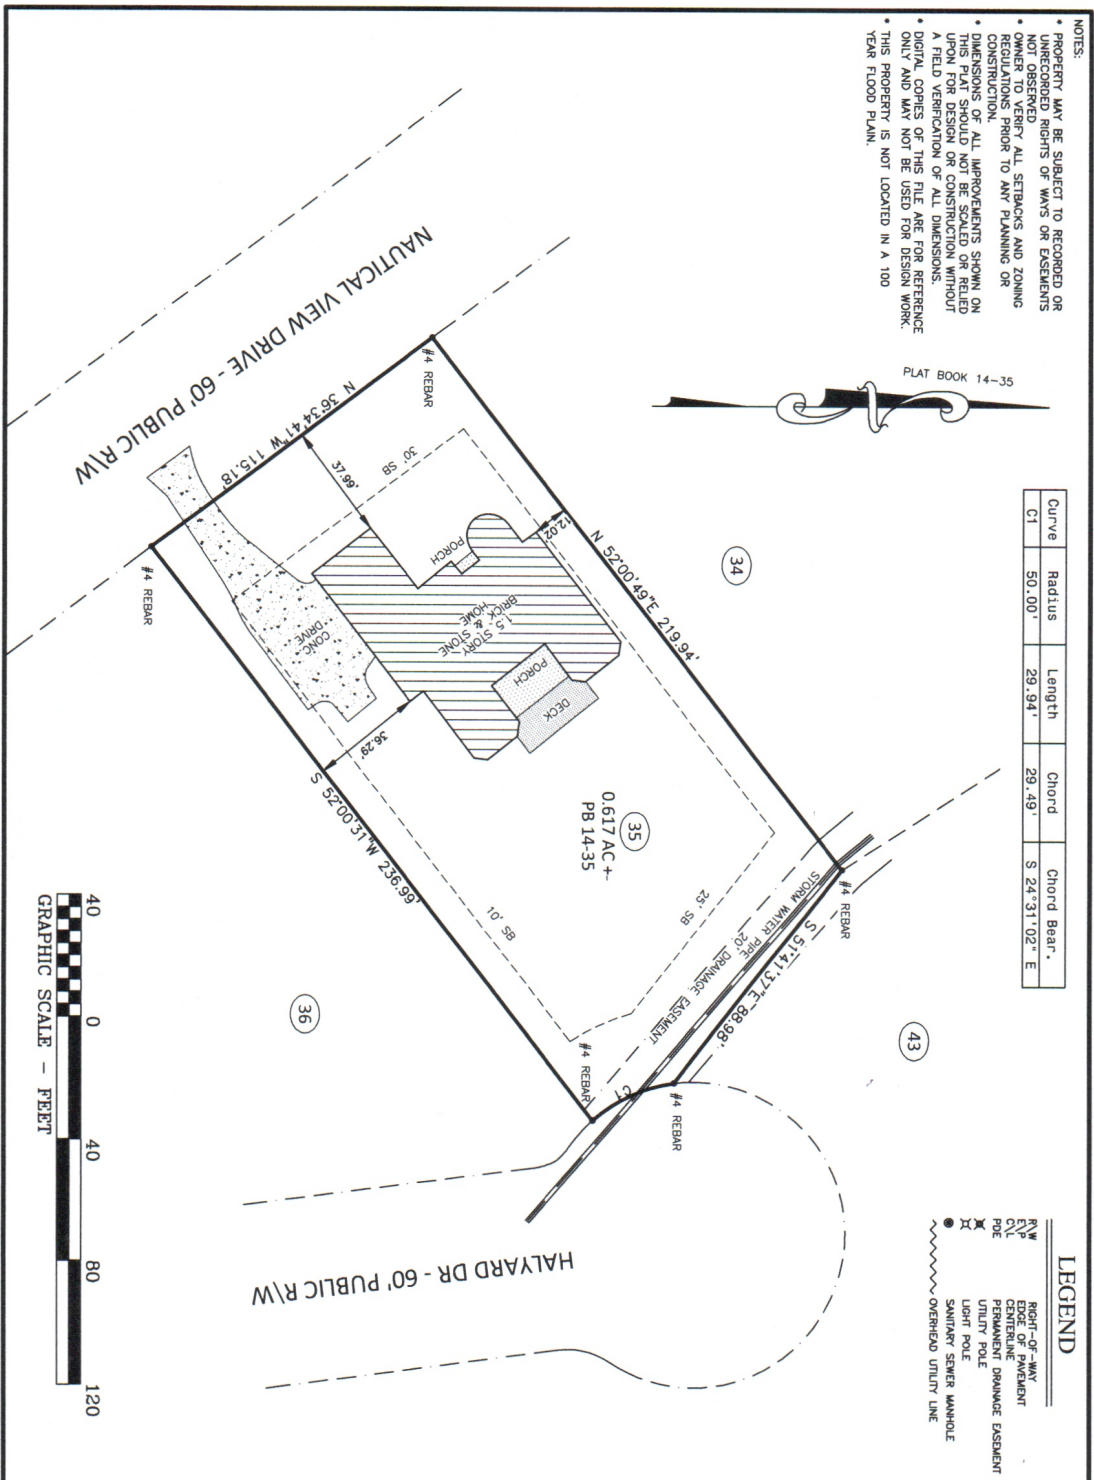 NOTES:
* PROPERTY MAY BE SUBJECT TO RECORDED OR
UNRECORDED RIGHTS OF WAYS OR EASEMENTS
NOT OBSERVED
* OWNER TO VERIFY ALL SETBACKS AND ZONING
REGULATIONS PRIOR TO ANY PLANNING OR
CONSTRUCTION.
* DIMENSIONS OF ALL IMPROVEMENTS SHOWN ON
THIS PLAT SHOULD NOT BE SCALED OR RELIED
UPON FOR DESIGN OR CONSTRUCTION WITHOUT
A FIELD VERIFICATION OF ALL DIMENSIONS.
* DIGITAL COPIES OF THIS FILE ARE FOR REFERENCE
ONLY AND MAY NOT BE USED FOR DESIGN WORK.
* THIS PROPERTY IS NOT LOCATED IN A 100
YEAR FLOOD PLAIN.
PLAT BOOK 14-35
Curve Radius Length Chord Chord Bear.
C1 50.00' 29.94' 29.49' S 24°31'02" E
LEGEND
R\W RIGHT-OF-WAY
E\P EDGE OF PAVEMENT
C\L CENTERLINE
PDE PERMANENT DRAINAGE EASEMENT
UTILITY POLE
LIGHT POLE
SANITARY SEWER MANHOLE
OVERHEAD UTILITY LINE
34
43
N 52°00'49"E 219.94'
#4 REBAR
S 51°41'37"E 88.98'
STORM WATER PIPE
20' DRAINAGE EASEMENT
#4 REBAR
C1
#4 REBAR
25' SB
35
0.617 AC +-
PB 14-35
12.02'
#4 REBAR
30' SB
37.99'
N 36°34'41"W 115.18'
NAUTICAL VIEW DRIVE - 60' PUBLIC R\W
PORCH
1.5 STORY
BRICK & STONE
HOME
PORCH
DECK
CONC
DRIVE
36.29'
10' SB
S 52°00'31"W 236.99'
#4 REBAR
36
HALYARD DR - 60' PUBLIC R\W
40 0 40 80 120
GRAPHIC SCALE - FEET